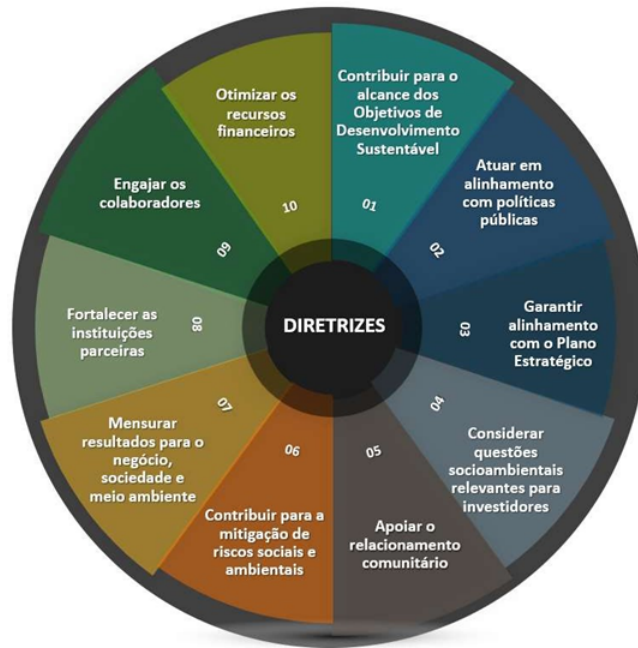 DIRETRIZES
Contribuir para o
alcance dos
Objetivos de
Desenvolvimento
Sustentável
01
Atuar em
alinhamento
com políticas
públicas
02
Garantir
alinhamento
com o Plano
Estratégico
03
Considerar
questões
socioambientais
relevantes para
investidores
04
Apoiar o
relacionamento
comunitário
05
Contribuir para a
mitigação de
riscos sociais e
ambientais
06
Mensurar
resultados para o
negócio,
sociedade e
meio ambiente
07
Fortalecer as
instituições
parceiras
08
Engajar os
colaboradores
09
Otimizar os
recursos
financeiros
10